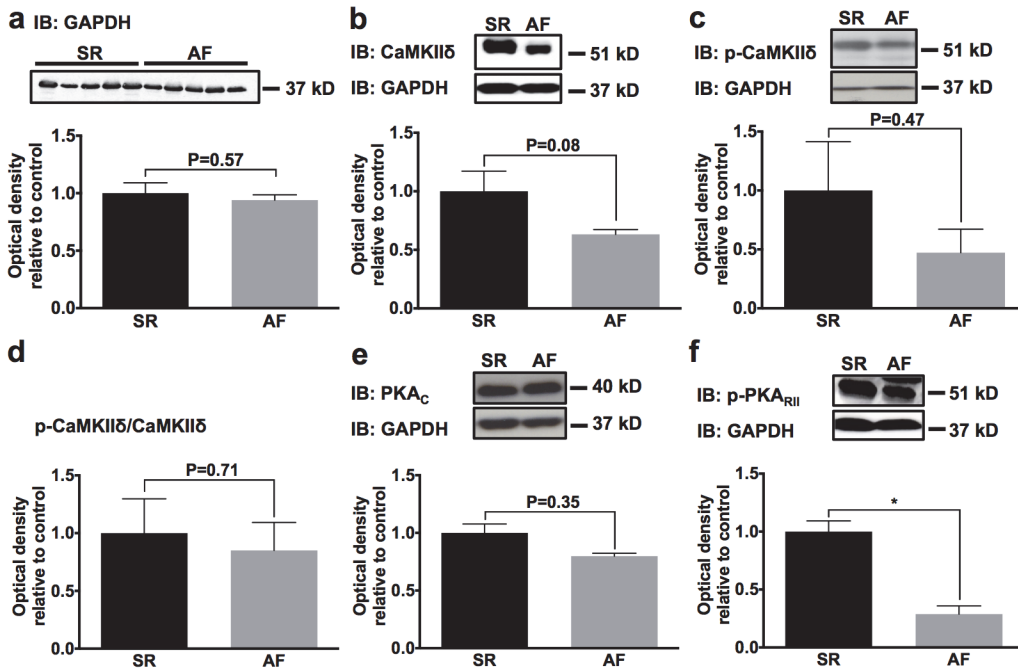 a IB: GAPDH
SR AF
37 kD
Optical density
relative to control
1.5
1.0
0.5
0.0
P=0.57
SR AF
b
SR AF
IB: CaMKIIδ
51 kD
IB: GAPDH
37 kD
Optical density
relative to control
1.5
1.0
0.5
0.0
P=0.08
SR AF
c
SR AF
IB: p-CaMKIIδ
51 kD
IB: GAPDH
37 kD
Optical density
relative to control
1.5
1.0
0.5
0.0
P=0.47
SR AF
d
p-CaMKIIδ/CaMKIIδ
Optical density
relative to control
1.5
1.0
0.5
0.0
P=0.71
SR AF
e
SR AF
IB: PKAC
40 kD
IB: GAPDH
37 kD
Optical density
relative to control
1.5
1.0
0.5
0.0
P=0.35
SR AF
f
SR AF
IB: p-PKARII
51 kD
IB: GAPDH
37 kD
Optical density
relative to control
1.5
1.0
0.5
0.0
*
SR AF